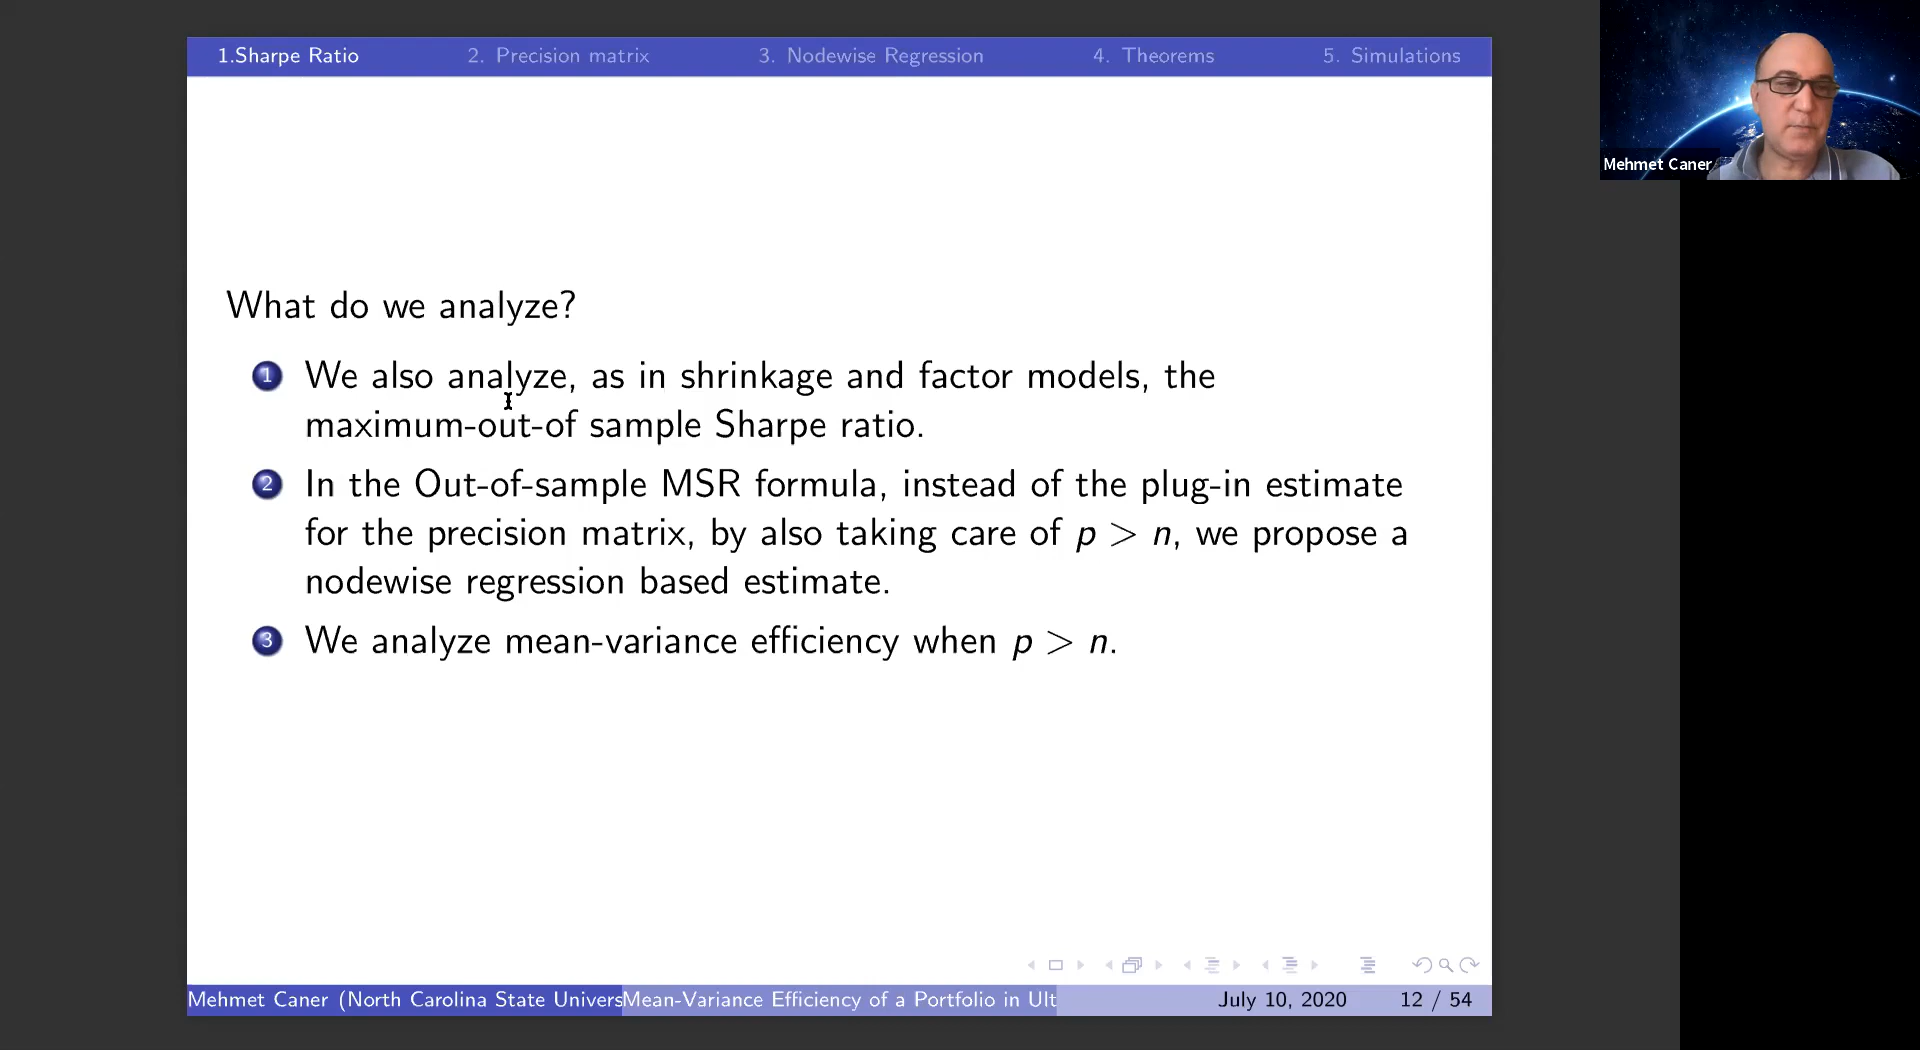 1.Sharpe Ratio 2. Precision matrix 3. Nodewise Regression 4. Theorems 5. Simulations
Mehmet Caner
What do we analyze?
1 We also analyze, as in shrinkage and factor models, the
maximum-out-of sample Sharpe ratio.
2 In the Out-of-sample MSR formula, instead of the plug-in estimate
for the precision matrix, by also taking care of p > n, we propose a
nodewise regression based estimate.
3 We analyze mean-variance efficiency when p > n.
Mehmet Caner (North Carolina State Univers Mean-Variance Efficiency of a Portfolio in Ult July 10, 2020 12 / 54